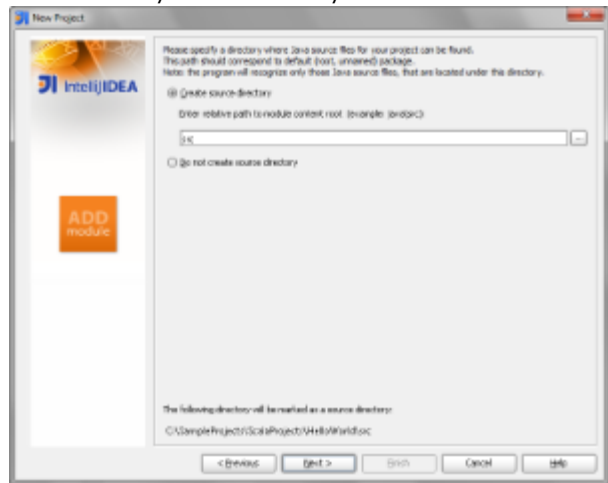 New Project
Please specify a directory where Java source files for your project can be found.
This path should correspond to default (root, unnamed) package.
Note: the program will recognize only those Java source files, that are located under this directory.
IntelliJIDEA
Create source directory
Enter relative path to module content root (example: java\src):
src
...
Do not create source directory
ADD
module
The following directory will be marked as a source directory:
C:\SampleProjects\ScalaProjects\HelloWorld\src
< Previous
Next >
Finish
Cancel
Help